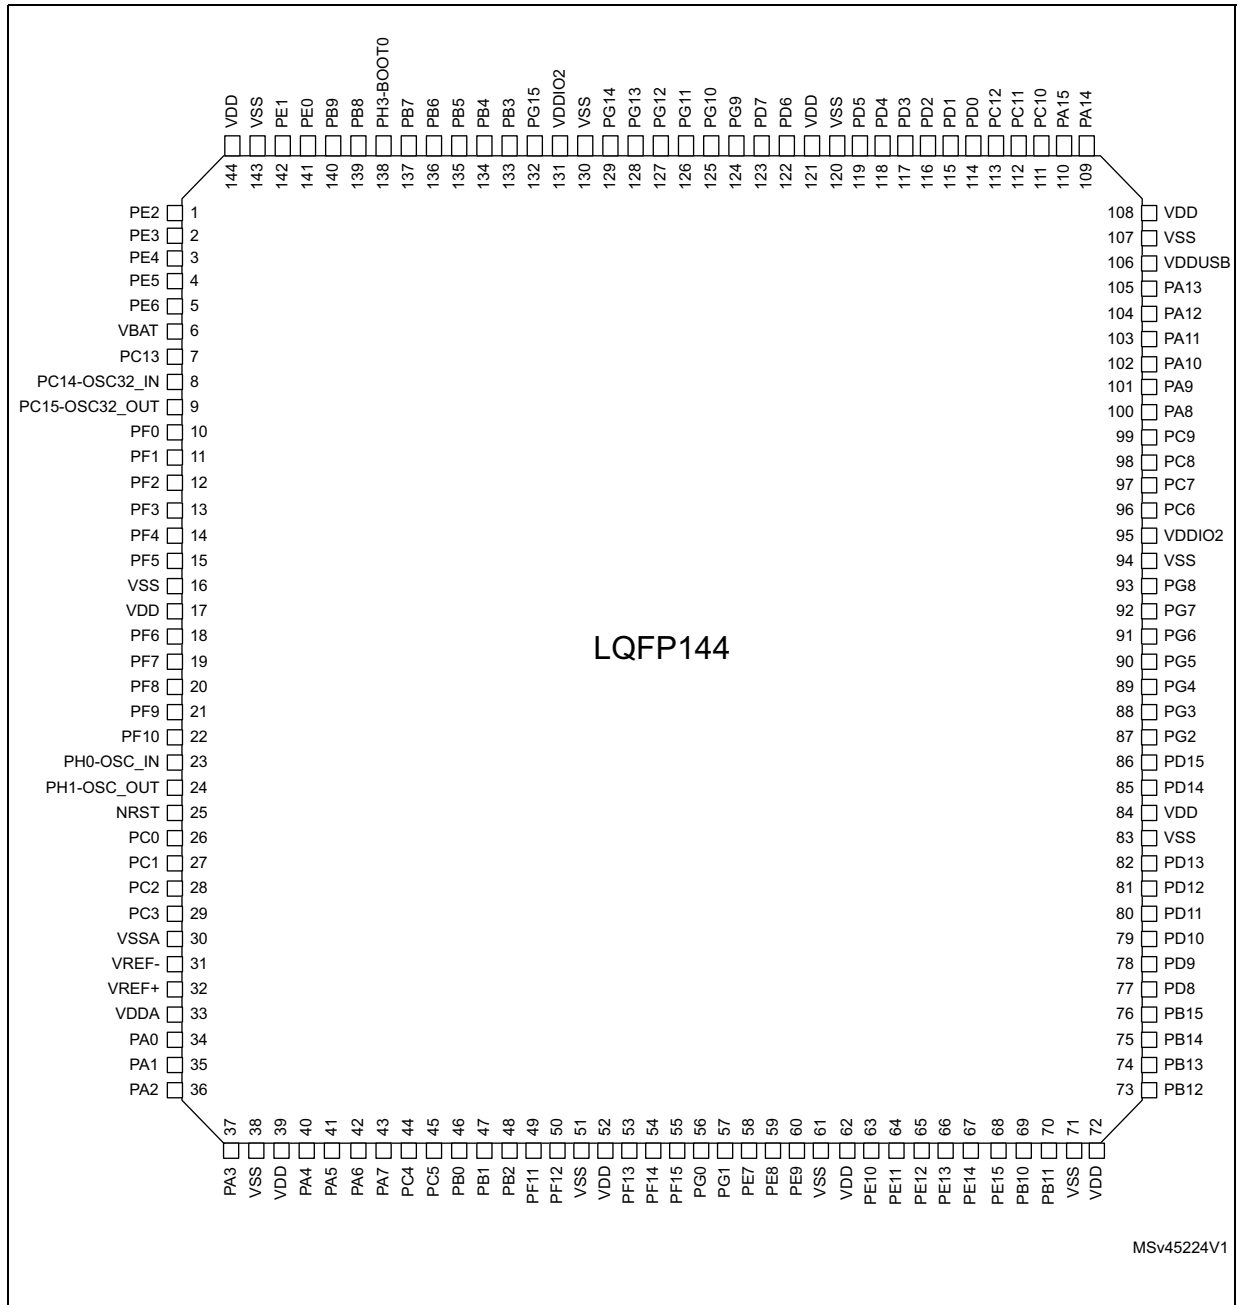 VDD VSS PE1 PE0 PB9 PB8 PH3-BOOT0 PB7 PB6 PB5 PB4 PB3 PG15 VDDIO2 VSS PG14 PG13 PG12 PG11 PG10 PG9 PD7 PD6 VDD VSS PD5 PD4 PD3 PD2 PD1 PD0 PC12 PC11 PC10 PA15 PA14
144 143 142 141 140 139 138 137 136 135 134 133 132 131 130 129 128 127 126 125 124 123 122 121 120 119 118 117 116 115 114 113 112 111 110 109
PE2 1
PE3 2
PE4 3
PE5 4
PE6 5
VBAT 6
PC13 7
PC14-OSC32_IN 8
PC15-OSC32_OUT 9
PF0 10
PF1 11
PF2 12
PF3 13
PF4 14
PF5 15
VSS 16
VDD 17
PF6 18
PF7 19
PF8 20
PF9 21
PF10 22
PH0-OSC_IN 23
PH1-OSC_OUT 24
NRST 25
PC0 26
PC1 27
PC2 28
PC3 29
VSSA 30
VREF- 31
VREF+ 32
VDDA 33
PA0 34
PA1 35
PA2 36
LQFP144
108 VDD
107 VSS
106 VDDUSB
105 PA13
104 PA12
103 PA11
102 PA10
101 PA9
100 PA8
99 PC9
98 PC8
97 PC7
96 PC6
95 VDDIO2
94 VSS
93 PG8
92 PG7
91 PG6
90 PG5
89 PG4
88 PG3
87 PG2
86 PD15
85 PD14
84 VDD
83 VSS
82 PD13
81 PD12
80 PD11
79 PD10
78 PD9
77 PD8
76 PB15
75 PB14
74 PB13
73 PB12
37 38 39 40 41 42 43 44 45 46 47 48 49 50 51 52 53 54 55 56 57 58 59 60 61 62 63 64 65 66 67 68 69 70 71 72
PA3 VSS VDD PA4 PA5 PA6 PA7 PC4 PC5 PB0 PB1 PB2 PF11 PF12 VSS VDD PF13 PF14 PF15 PG0 PG1 PE7 PE8 PE9 VSS VDD PE10 PE11 PE12 PE13 PE14 PE15 PB10 PB11 VSS VDD
MSv45224V1